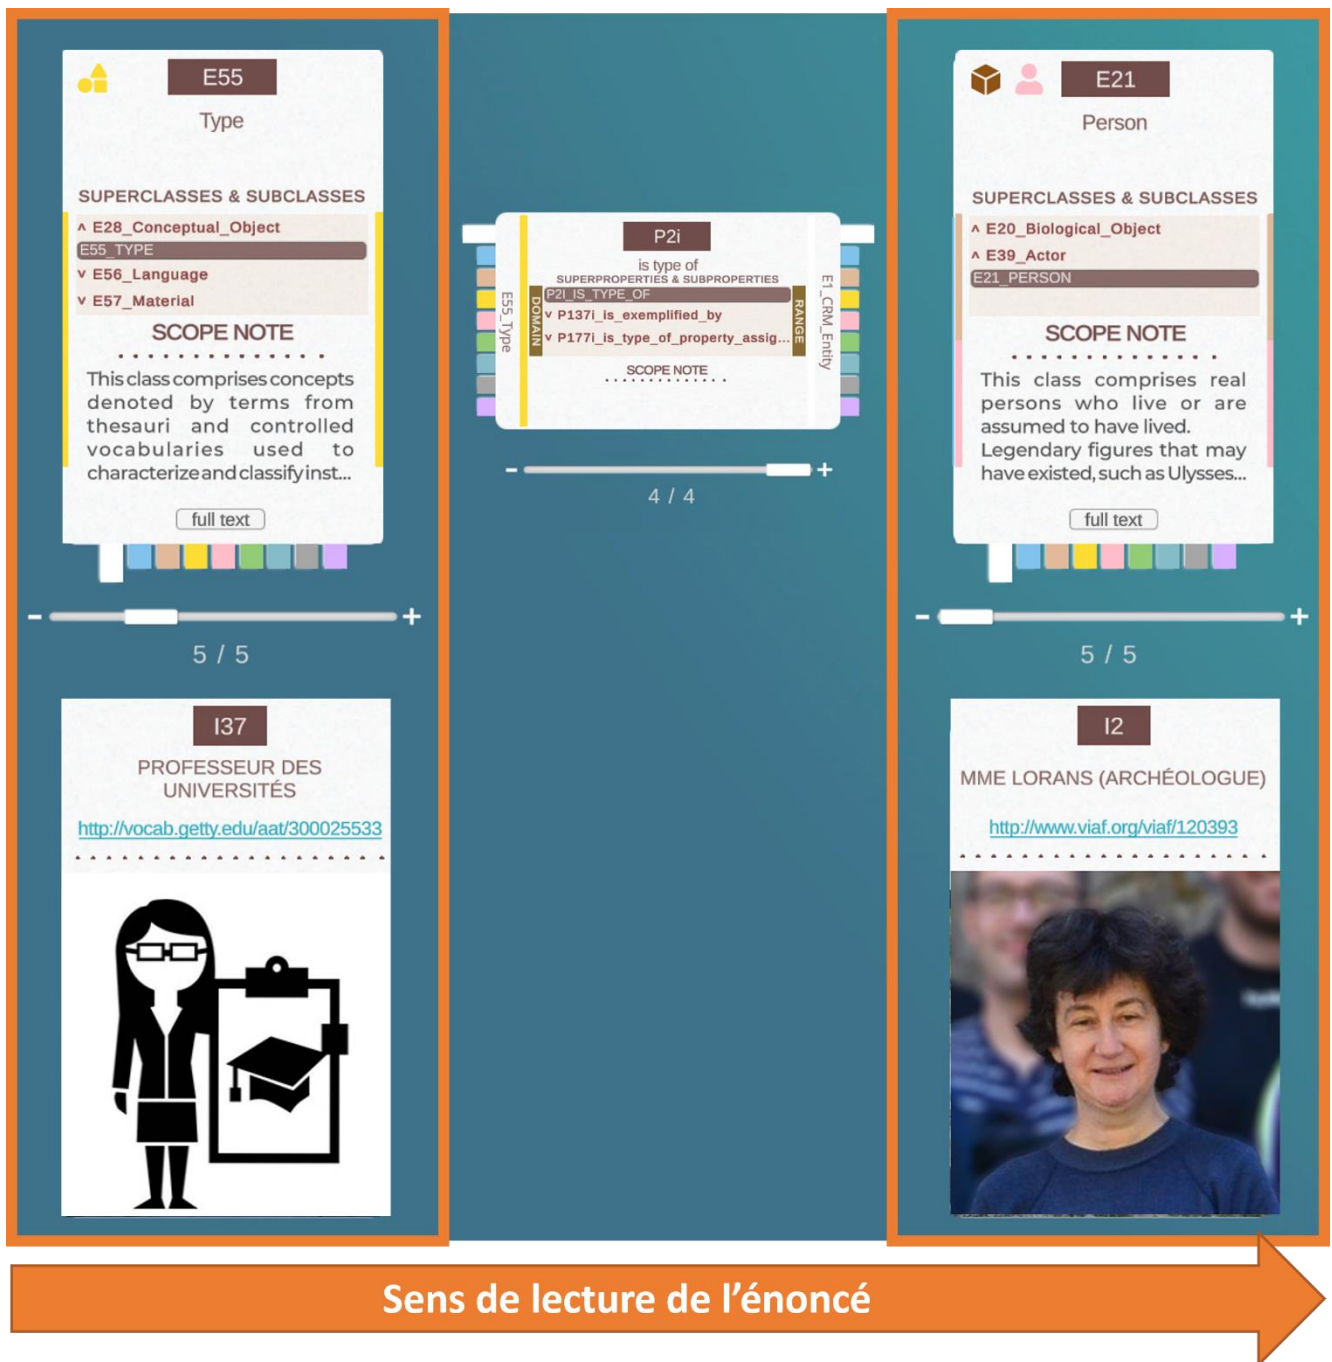 E55
Type
SUPERCLASSES & SUBCLASSES
ʌ E28_Conceptual_Object
E55_TYPE
v E56_Language
v E57_Material
SCOPE NOTE
This class comprises concepts
denoted by terms from
thesauri and controlled
vocabularies used to
characterize and classify inst...
full text
- +
5 / 5
I37
PROFESSEUR DES
UNIVERSITÉS
http://vocab.getty.edu/aat/300025533
P2i
is type of
SUPERPROPERTIES & SUBPROPERTIES
E55_Type
DOMAIN
P2I_IS_TYPE_OF
v P137i_is_exemplified_by
v P177i_is_type_of_property_assig...
RANGE
E1_CRM_Entity
SCOPE NOTE
- +
4 / 4
E21
Person
SUPERCLASSES & SUBCLASSES
ʌ E20_Biological_Object
ʌ E39_Actor
E21_PERSON
SCOPE NOTE
This class comprises real
persons who live or are
assumed to have lived.
Legendary figures that may
have existed, such as Ulysses...
full text
- +
5 / 5
I2
MME LORANS (ARCHÉOLOGUE)
http://www.viaf.org/viaf/120393
Sens de lecture de l’énoncé